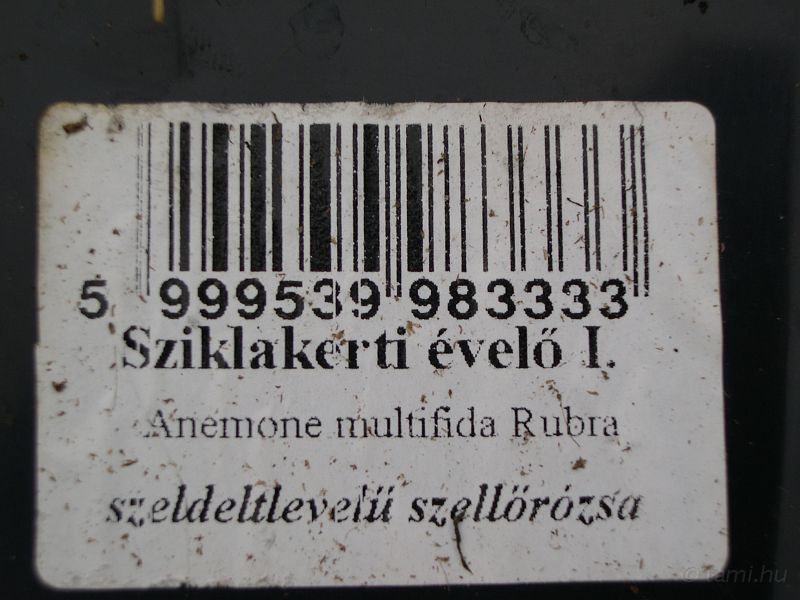 5 999539 983333
Sziklakerti évelő I.
Anemone multifida Rubra
szeldeltlevelű szellőrózsa
© tami.hu